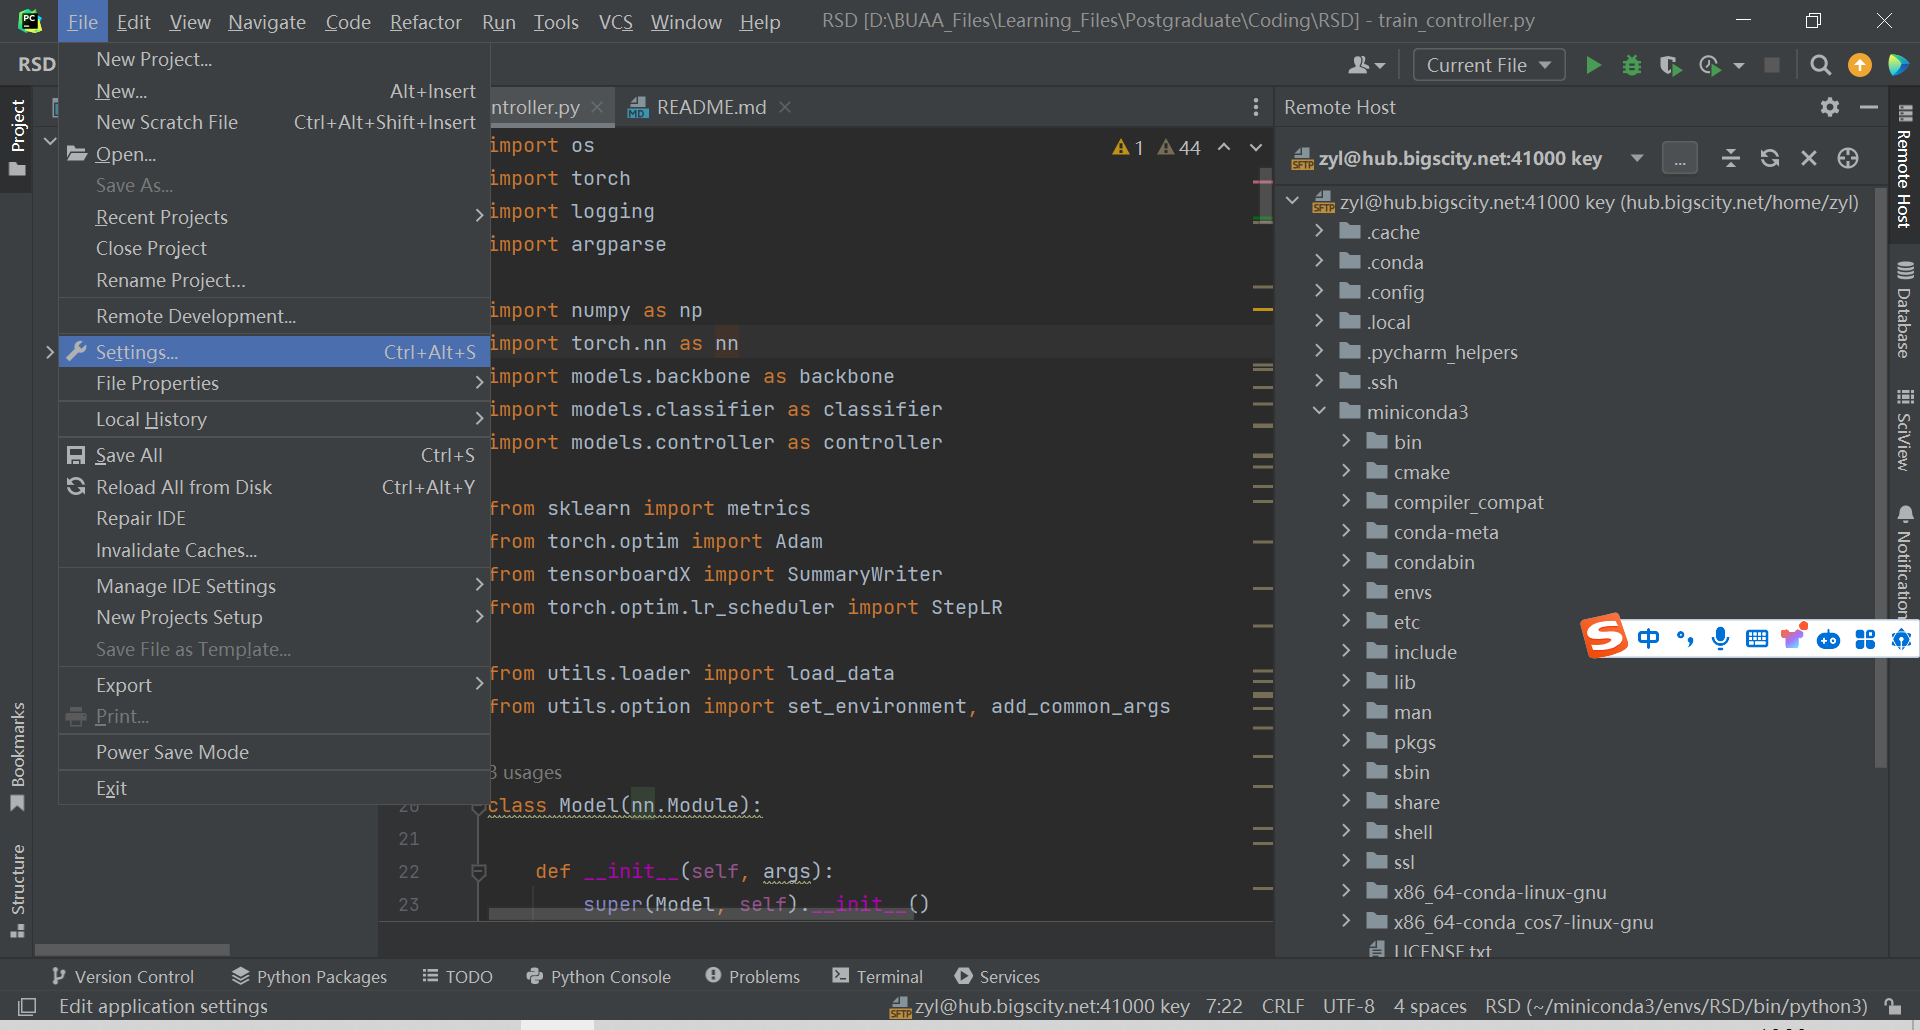 File Edit View Navigate Code Refactor Run Tools VCS Window Help RSD [D:\BUAA_Files\Learning_Files\Postgraduate\Coding\RSD] - train_controller.py
RSD
Current File
New Project...
New... Alt+Insert
New Scratch File Ctrl+Alt+Shift+Insert
Open...
Save As...
Recent Projects
Close Project
Rename Project...
Remote Development...
Settings... Ctrl+Alt+S
File Properties
Local History
Save All Ctrl+S
Reload All from Disk Ctrl+Alt+Y
Repair IDE
Invalidate Caches...
Manage IDE Settings
New Projects Setup
Save File as Template...
Export
Print...
Power Save Mode
Exit
Project
Bookmarks
Structure
ntroller.py
README.md
1 44
import os
import torch
import logging
import argparse
import numpy as np
import torch.nn as nn
import models.backbone as backbone
import models.classifier as classifier
import models.controller as controller
from sklearn import metrics
from torch.optim import Adam
from tensorboardX import SummaryWriter
from torch.optim.lr_scheduler import StepLR
from utils.loader import load_data
from utils.option import set_environment, add_common_args
3 usages
20 class Model(nn.Module):
21
22 def __init__(self, args):
23 super(Model, self).__init__()
Remote Host
zyl@hub.bigscity.net:41000 key
...
zyl@hub.bigscity.net:41000 key (hub.bigscity.net/home/zyl)
.cache
.conda
.config
.local
.pycharm_helpers
.ssh
miniconda3
bin
cmake
compiler_compat
conda-meta
condabin
envs
etc
include
lib
man
pkgs
sbin
share
shell
ssl
x86_64-conda-linux-gnu
x86_64-conda_cos7-linux-gnu
LICENSE.txt
Remote Host
Database
SciView
Notification
中
Version Control Python Packages TODO Python Console Problems Terminal Services
Edit application settings
zyl@hub.bigscity.net:41000 key 7:22 CRLF UTF-8 4 spaces RSD (~/miniconda3/envs/RSD/bin/python3)